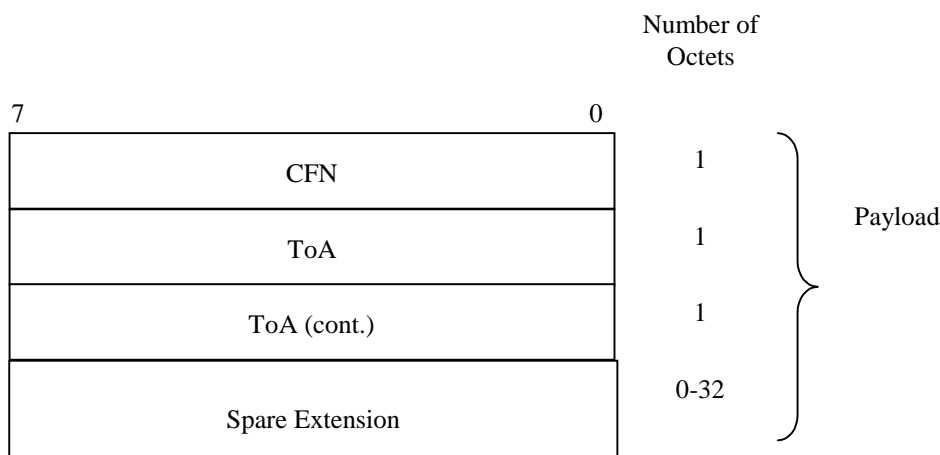 Number of
Octets
7 0
CFN 1
ToA 1
Payload
ToA (cont.) 1
Spare Extension 0-32